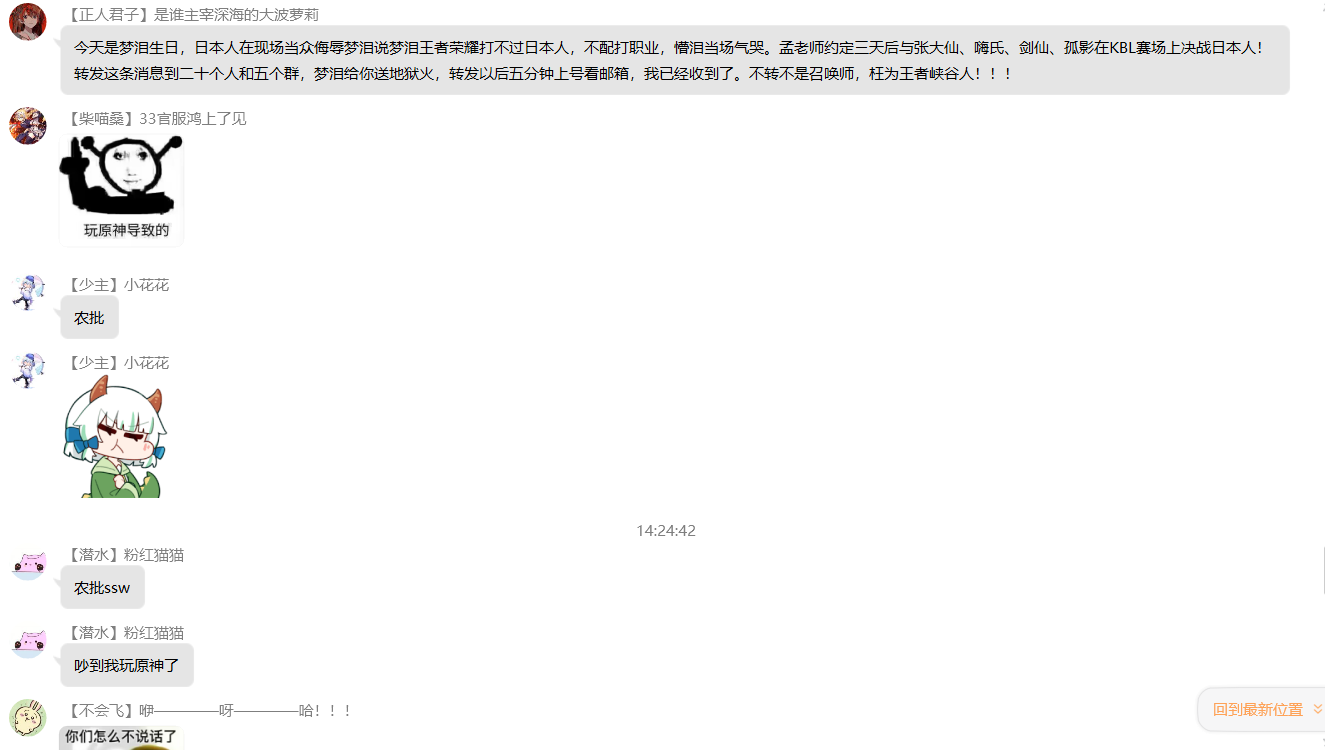 【正人君子】是谁主宰深海的大波萝莉
今天是梦泪生日，日本人在现场当众侮辱梦泪说梦泪王者荣耀打不过日本人，不配打职业，懵泪当场气哭。孟老师约定三天后与张大仙、嗨氏、剑仙、孤影在KBL赛场上决战日本人！
转发这条消息到二十个人和五个群，梦泪给你送地狱火，转发以后五分钟上号看邮箱，我已经收到了。不转不是召唤师，枉为王者峡谷人！！！
【柴喵桑】33官服鸿上了见
玩原神导致的
【少主】小花花
农批
【少主】小花花
14:24:42
【潜水】粉红猫猫
农批ssw
【潜水】粉红猫猫
吵到我玩原神了
【不会飞】咿————呀————哈！！！
你们怎么不说话了
回到最新位置